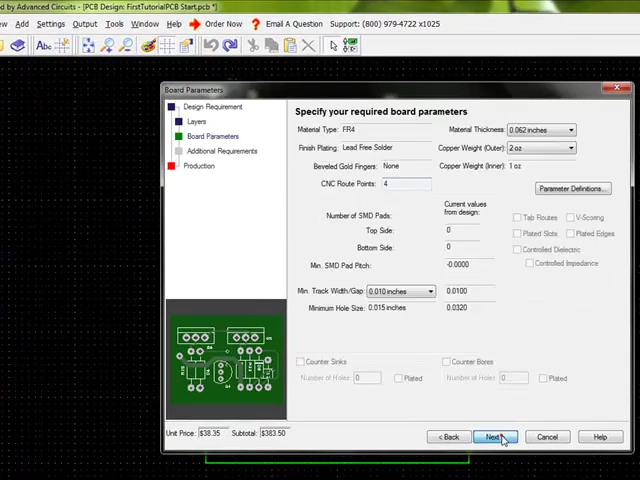 ed by Advanced Circuits - [PCB Design: FirstTutorialPCB Start.pcb *]
w Add Settings Output Tools Window Help Order Now Email A Question Support: (800) 979-4722 x1025
Abc
Board Parameters
Design Requirement
Layers
Board Parameters
Additional Requirements
Production
Specify your required board parameters
Material Type: FR4 Material Thickness: 0.062 inches
Finish Plating: Lead Free Solder Copper Weight (Outer): 2 oz
Beveled Gold Fingers: None Copper Weight (Inner): 1 oz
CNC Route Points: 4 Parameter Definitions...
Current values
from design:
Number of SMD Pads:
Top Side: 0
Bottom Side: 0
Min. SMD Pad Pitch: -0.0000
Tab Routes V-Scoring
Plated Slots Plated Edges
Controlled Dielectric
Controlled Impedance
Min. Track Width/Gap: 0.010 inches 0.0100
Minimum Hole Size: 0.015 inches 0.0320
Counter Sinks Counter Bores
Number of Holes: 0 Plated Number of Holes: 0 Plated
Unit Price: $38.35 Subtotal: $383.50 < Back Next Cancel Help